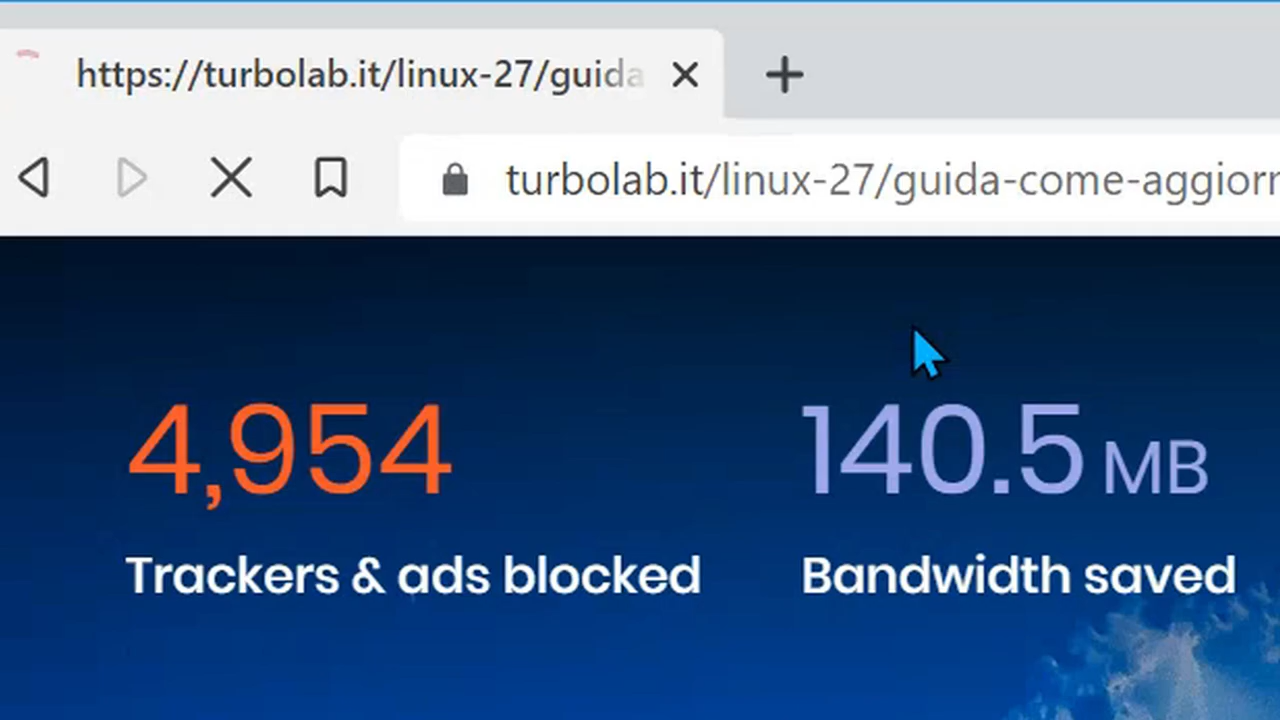 https://turbolab.it/linux-27/guida
turbolab.it/linux-27/guida-come-aggiorn
4,954
140.5 MB
Trackers & ads blocked
Bandwidth saved